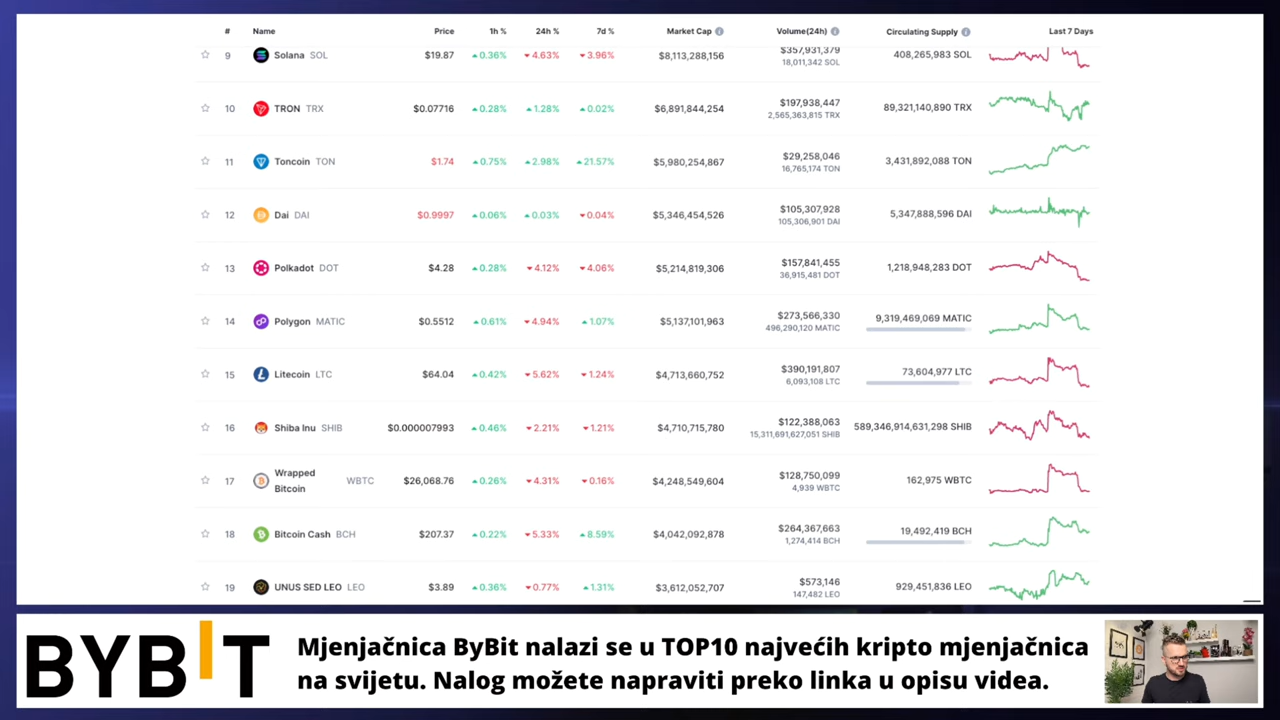 # Name Price 1h % 24h % 7d % Market Cap Volume(24h) Circulating Supply Last 7 Days
9 Solana SOL $19.87 0.36% 4.63% 3.96% $8,113,288,156 $357,931,379 408,265,983 SOL
18,011,342 SOL
10 TRON TRX $0.07716 0.28% 1.28% 0.02% $6,891,844,254 $197,938,447 89,321,140,890 TRX
2,565,363,815 TRX
11 Toncoin TON $1.74 0.75% 2.98% 21.57% $5,980,254,867 $29,258,046 3,431,892,088 TON
16,765,174 TON
12 Dai DAI $0.9997 0.06% 0.03% 0.04% $5,346,454,526 $105,307,928 5,347,888,596 DAI
105,306,901 DAI
13 Polkadot DOT $4.28 0.28% 4.12% 4.06% $5,214,819,306 $157,841,455 1,218,948,283 DOT
36,915,481 DOT
14 Polygon MATIC $0.5512 0.61% 4.94% 1.07% $5,137,101,963 $273,566,330 9,319,469,069 MATIC
496,290,120 MATIC
15 Litecoin LTC $64.04 0.42% 5.62% 1.24% $4,713,660,752 $390,191,807 73,604,977 LTC
6,093,108 LTC
16 Shiba Inu SHIB $0.000007993 0.46% 2.21% 1.21% $4,710,715,780 $122,388,063 589,346,914,631,298 SHIB
15,311,691,627,051 SHIB
17 Wrapped Bitcoin WBTC $26,068.76 0.26% 4.31% 0.16% $4,248,549,604 $128,750,099 162,975 WBTC
4,939 WBTC
18 Bitcoin Cash BCH $207.37 0.22% 5.33% 8.59% $4,042,092,878 $264,367,663 19,492,419 BCH
1,274,414 BCH
19 UNUS SED LEO LEO $3.89 0.36% 0.77% 1.31% $3,612,052,707 $573,146 929,451,836 LEO
147,482 LEO
BYBIT
Mjenjačnica ByBit nalazi se u TOP10 najvećih kripto mjenjačnica
na svijetu. Nalog možete napraviti preko linka u opisu videa.